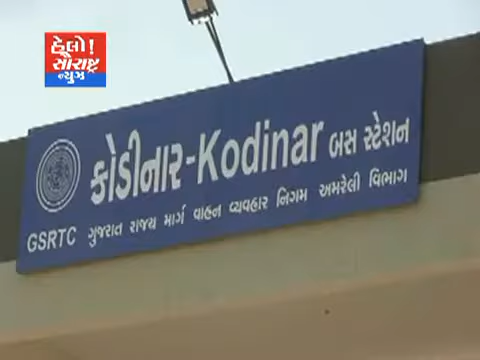 હેલો!
સૌરાષ્ટ્ર
ન્યુઝ
કોડીનાર-Kodinar બસ સ્ટેશન
GSRTC ગુજરાત રાજ્ય માર્ગ વાહન વ્યવહાર નિગમ અમરેલી વિભાગ